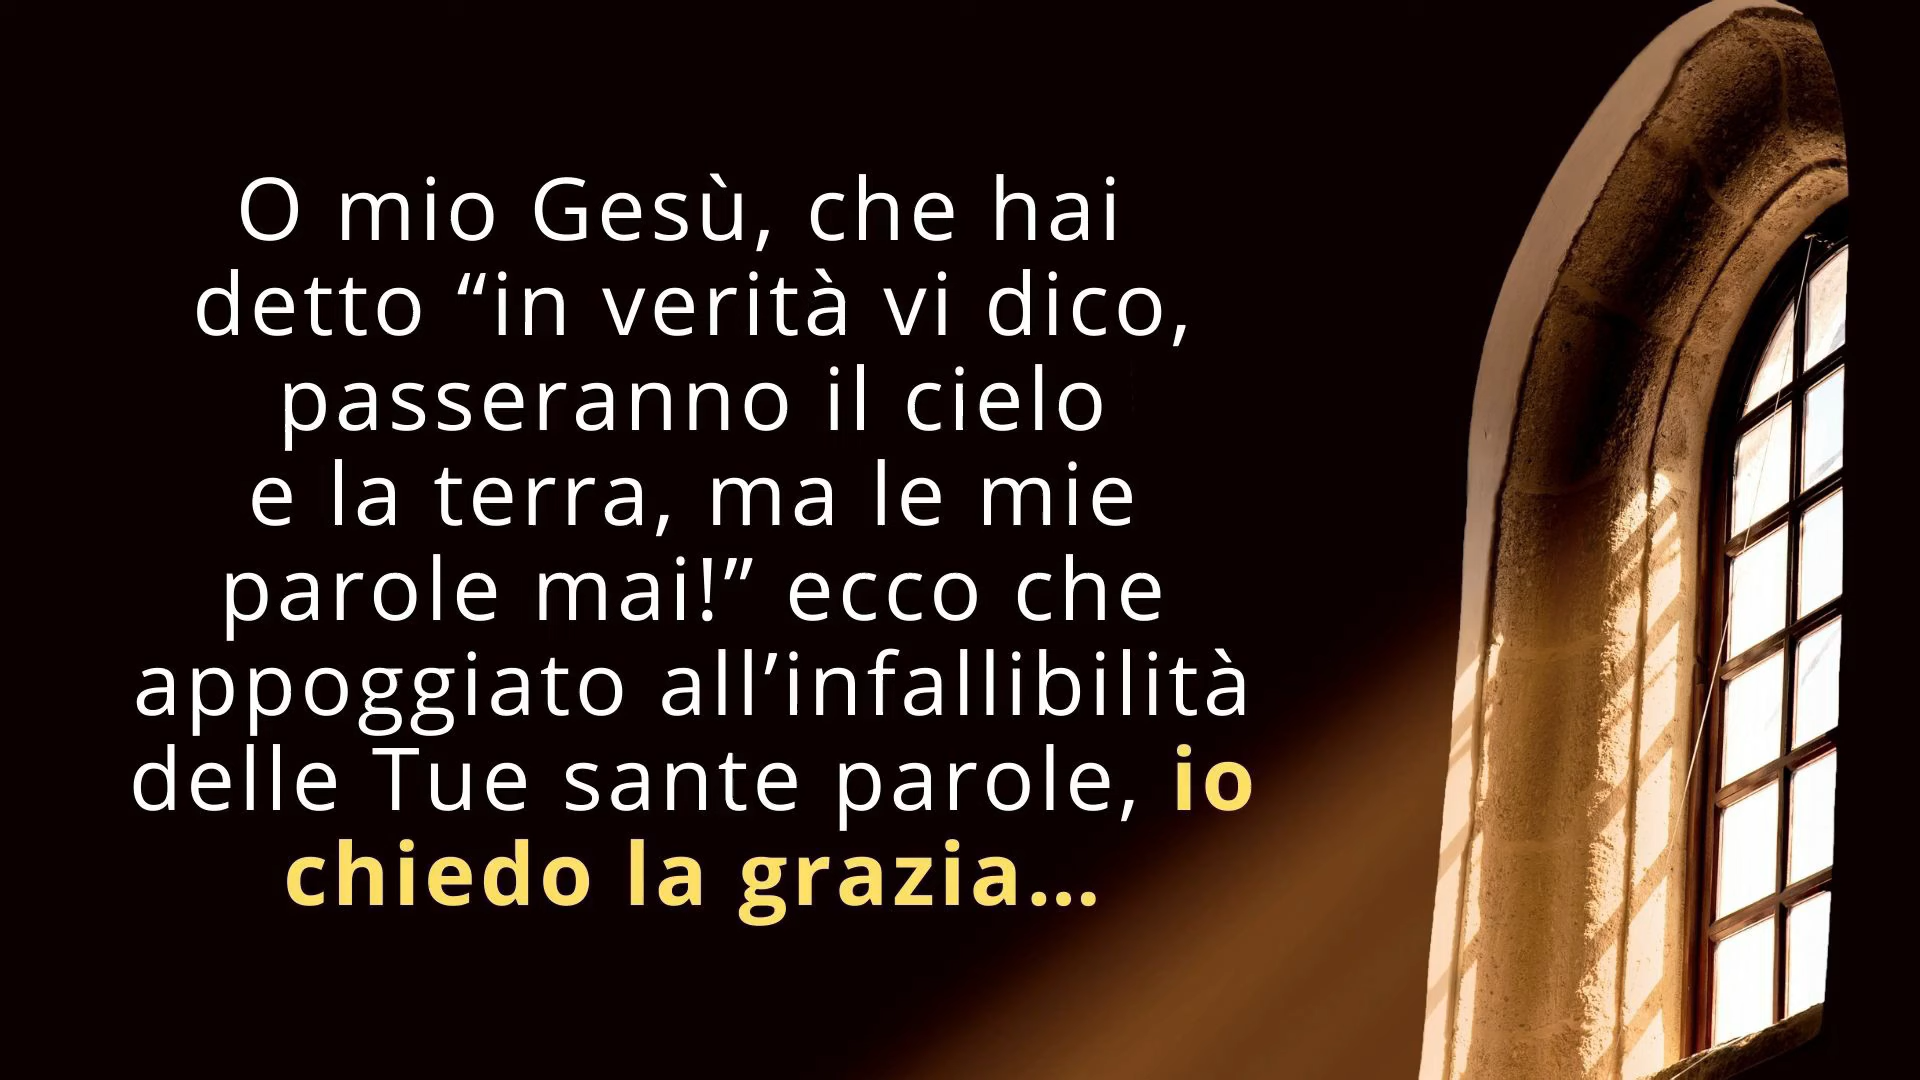 O mio Gesù, che hai
detto “in verità vi dico,
passeranno il cielo
e la terra, ma le mie
parole mai!” ecco che
appoggiato all’infallibilità
delle Tue sante parole, io
chiedo la grazia...